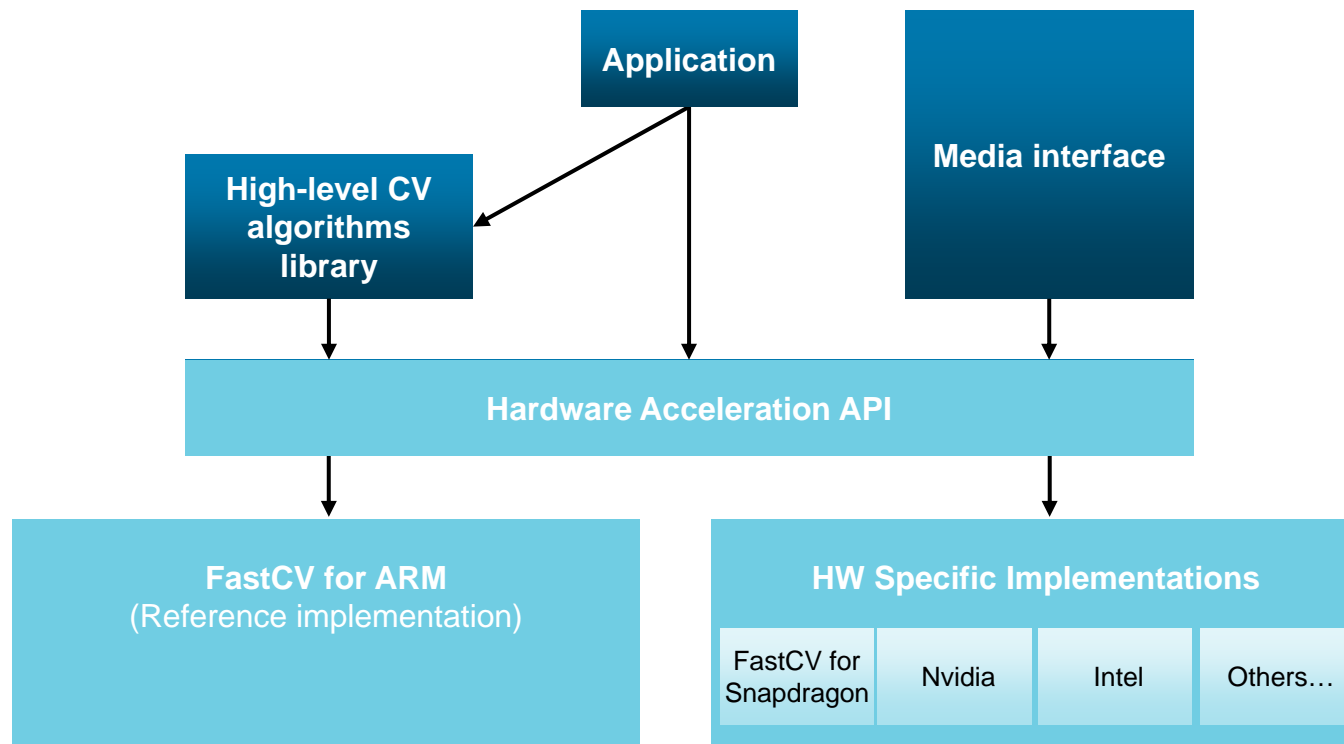 Application
Media interface
High-level CV
algorithms
library
Hardware Acceleration API
FastCV for ARM
(Reference implementation)
HW Specific Implementations
FastCV for
Snapdragon
Nvidia
Intel
Others…